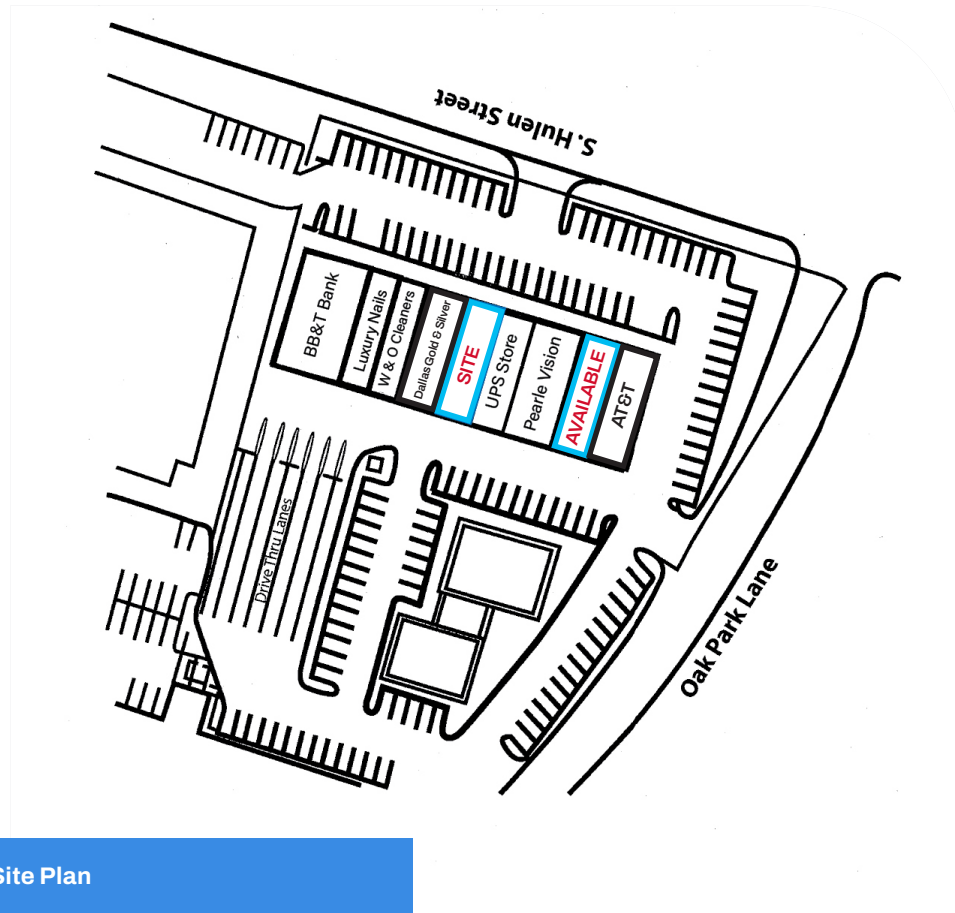 S. Hulen Street
BB&T Bank
Luxury Nails
W & O Cleaners
Dallas Gold & Silver
SITE
UPS Store
Pearle Vision
AVAILABLE
AT&T
Drive Thru Lanes
Oak Park Lane
Site Plan